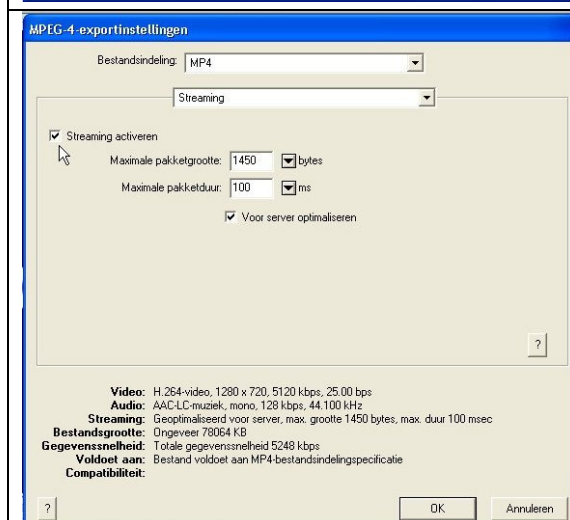 MPEG-4-exportinstellingen
Bestandsindeling: MP4
Streaming
Streaming activeren
Maximale pakketgrootte: 1450 bytes
Maximale pakketduur: 100 ms
Voor server optimaliseren
?
Video: H.264-video, 1280 x 720, 5120 kbps, 25.00 bps
Audio: AAC-LC-muziek, mono, 128 kbps, 44.100 kHz
Streaming: Geoptimaliseerd voor server, max. grootte 1450 bytes, max. duur 100 msec
Bestandsgrootte: Ongeveer 78064 KB
Gegevenssnelheid: Totale gegevenssnelheid 5248 kbps
Voldoet aan: Bestand voldoet aan MP4-bestandsindelingspecificatie
Compatibiliteit:
? OK Annuleren